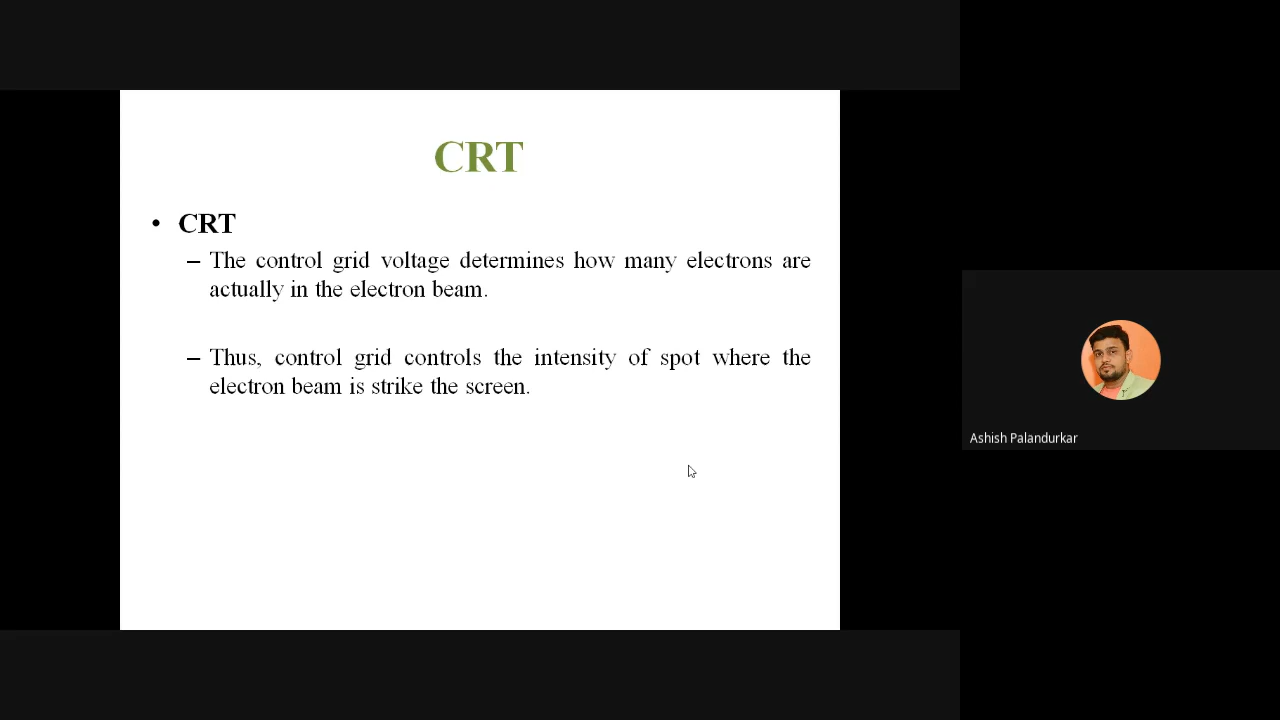 CRT
• CRT
– The control grid voltage determines how many electrons are
actually in the electron beam.
– Thus, control grid controls the intensity of spot where the
electron beam is strike the screen.
Ashish Palandurkar